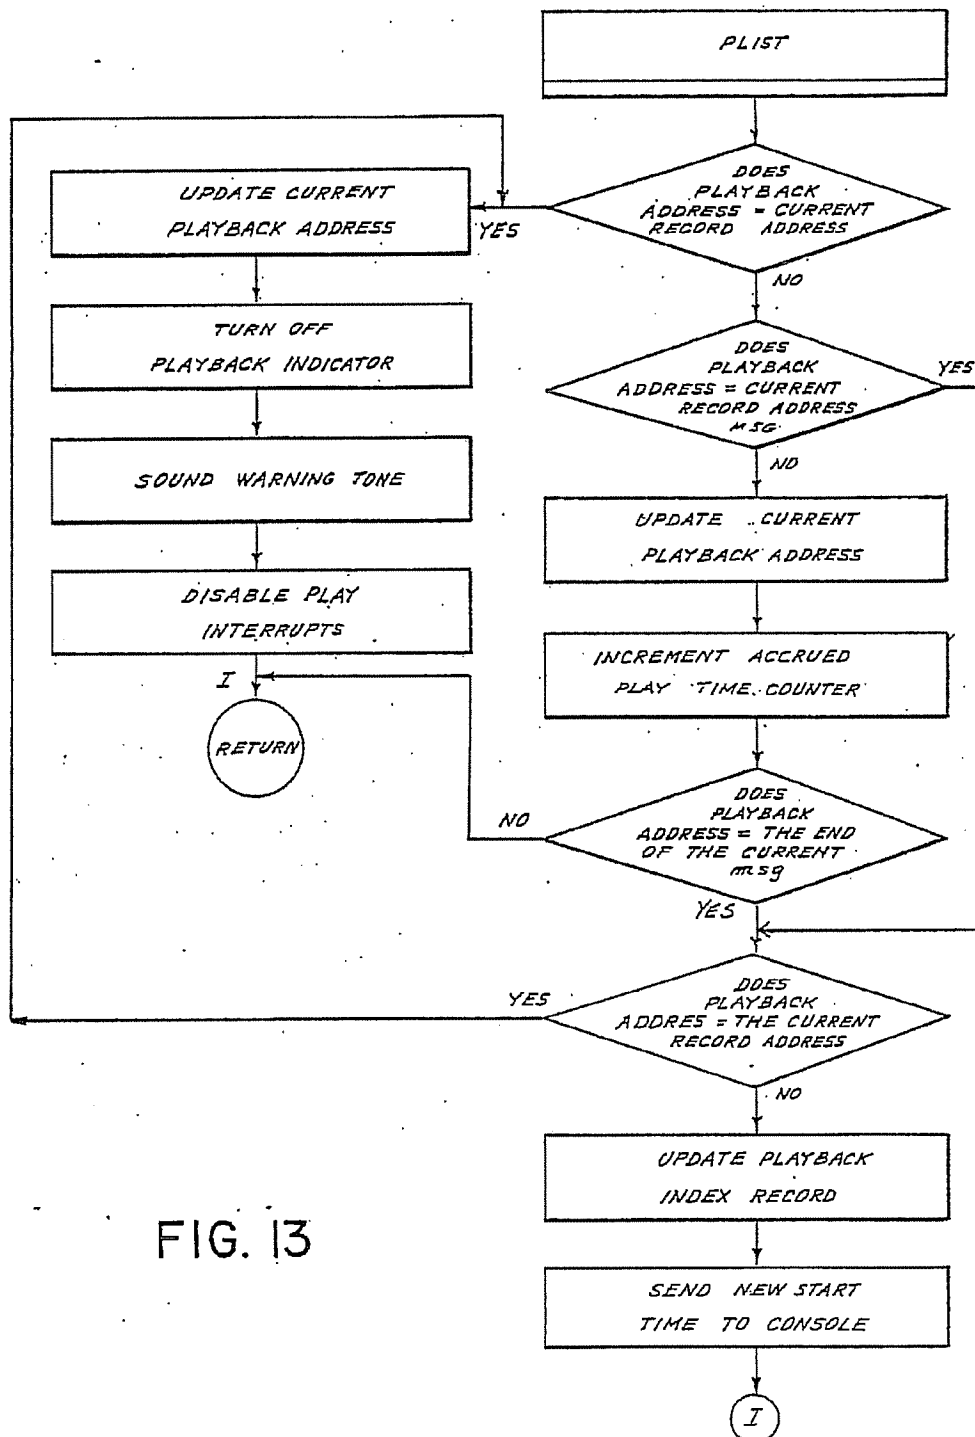 PLIST
DOES
PLAYBACK
ADDRESS = CURRENT
RECORD ADDRESS
YES
NO
UPDATE CURRENT
PLAYBACK ADDRESS
TURN OFF
PLAYBACK INDICATOR
SOUND WARNING TONE
DISABLE PLAY
INTERRUPTS
I
RETURN
DOES
PLAYBACK
ADDRESS = CURRENT
RECORD ADDRESS
MSG
YES
NO
UPDATE CURRENT
PLAYBACK ADDRESS
INCREMENT ACCRUED
PLAY TIME COUNTER
DOES
PLAYBACK
ADDRESS = THE END
OF THE CURRENT
msg
NO
YES
DOES
PLAYBACK
ADDRES = THE CURRENT
RECORD ADDRESS
YES
NO
UPDATE PLAYBACK
INDEX RECORD
SEND NEW START
TIME TO CONSOLE
I
FIG. 13